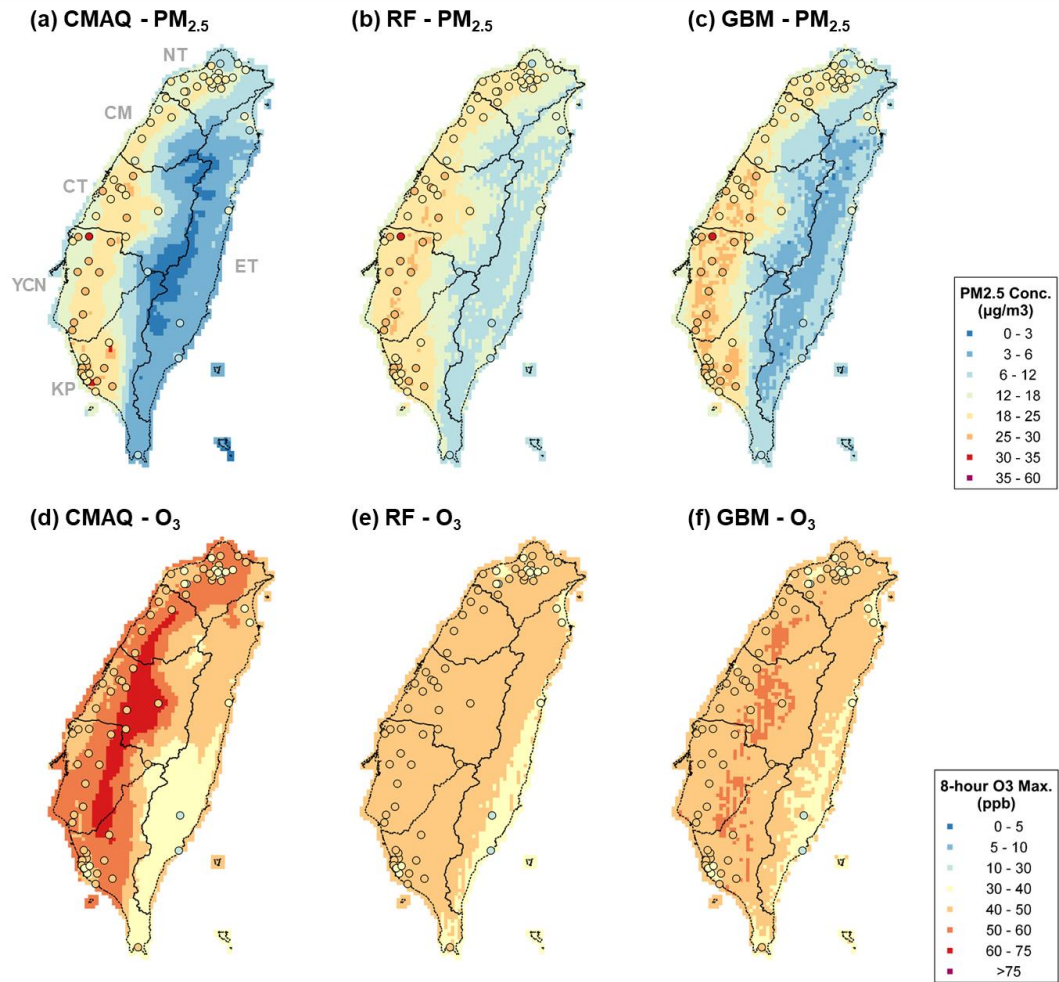 (a) CMAQ - PM2.5
(b) RF - PM2.5
(c) GBM - PM2.5
NT
CM
CT
YCN
ET
KP
PM2.5 Conc.
(µg/m3)
0 - 3
3 - 6
6 - 12
12 - 18
18 - 25
25 - 30
30 - 35
35 - 60
(d) CMAQ - O3
(e) RF - O3
(f) GBM - O3
8-hour O3 Max.
(ppb)
0 - 5
5 - 10
10 - 30
30 - 40
40 - 50
50 - 60
60 - 75
>75